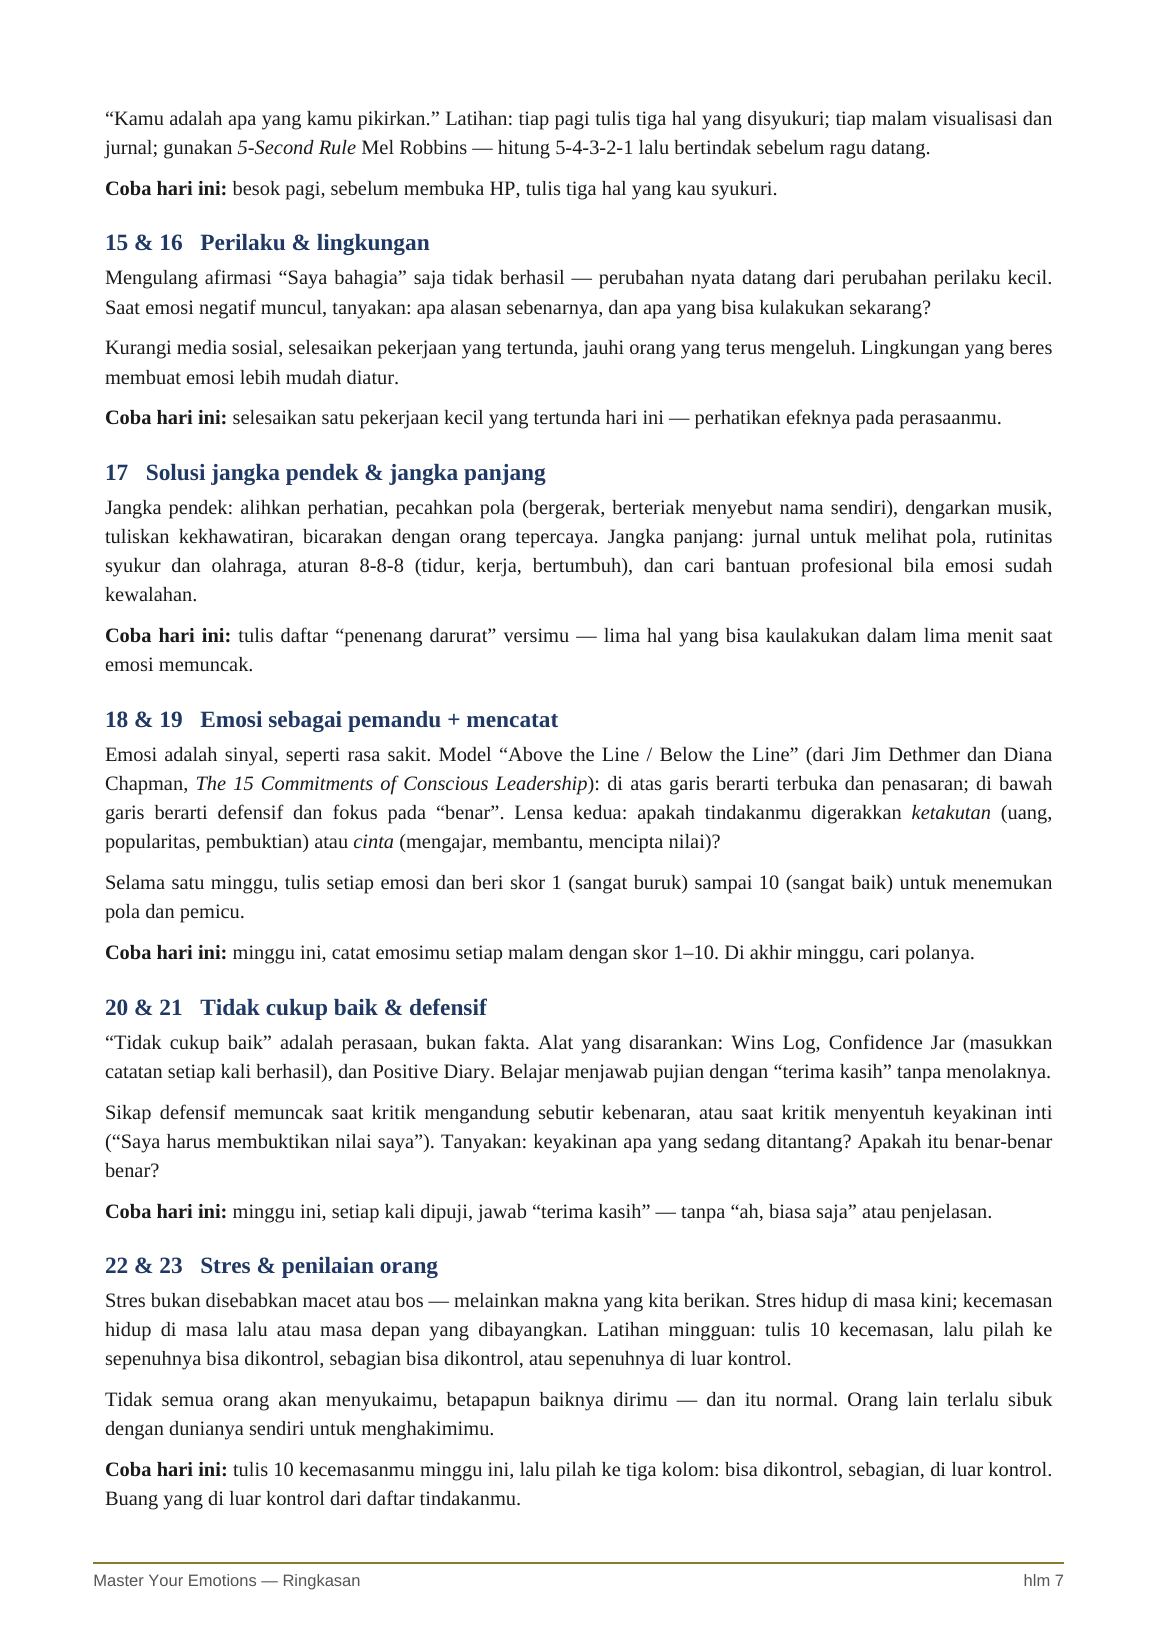 “Kamu adalah apa yang kamu pikirkan.” Latihan: tiap pagi tulis tiga hal yang disyukuri; tiap malam visualisasi dan
jurnal; gunakan 5-Second Rule Mel Robbins — hitung 5-4-3-2-1 lalu bertindak sebelum ragu datang.
Coba hari ini: besok pagi, sebelum membuka HP, tulis tiga hal yang kau syukuri.
15 & 16 Perilaku & lingkungan
Mengulang afirmasi “Saya bahagia” saja tidak berhasil — perubahan nyata datang dari perubahan perilaku kecil.
Saat emosi negatif muncul, tanyakan: apa alasan sebenarnya, dan apa yang bisa kulakukan sekarang?
Kurangi media sosial, selesaikan pekerjaan yang tertunda, jauhi orang yang terus mengeluh. Lingkungan yang beres
membuat emosi lebih mudah diatur.
Coba hari ini: selesaikan satu pekerjaan kecil yang tertunda hari ini — perhatikan efeknya pada perasaanmu.
17 Solusi jangka pendek & jangka panjang
Jangka pendek: alihkan perhatian, pecahkan pola (bergerak, berteriak menyebut nama sendiri), dengarkan musik,
tuliskan kekhawatiran, bicarakan dengan orang tepercaya. Jangka panjang: jurnal untuk melihat pola, rutinitas
syukur dan olahraga, aturan 8-8-8 (tidur, kerja, bertumbuh), dan cari bantuan profesional bila emosi sudah
kewalahan.
Coba hari ini: tulis daftar “penenang darurat” versimu — lima hal yang bisa kaulakukan dalam lima menit saat
emosi memuncak.
18 & 19 Emosi sebagai pemandu + mencatat
Emosi adalah sinyal, seperti rasa sakit. Model “Above the Line / Below the Line” (dari Jim Dethmer dan Diana
Chapman, The 15 Commitments of Conscious Leadership): di atas garis berarti terbuka dan penasaran; di bawah
garis berarti defensif dan fokus pada “benar”. Lensa kedua: apakah tindakanmu digerakkan ketakutan (uang,
popularitas, pembuktian) atau cinta (mengajar, membantu, mencipta nilai)?
Selama satu minggu, tulis setiap emosi dan beri skor 1 (sangat buruk) sampai 10 (sangat baik) untuk menemukan
pola dan pemicu.
Coba hari ini: minggu ini, catat emosimu setiap malam dengan skor 1–10. Di akhir minggu, cari polanya.
20 & 21 Tidak cukup baik & defensif
“Tidak cukup baik” adalah perasaan, bukan fakta. Alat yang disarankan: Wins Log, Confidence Jar (masukkan
catatan setiap kali berhasil), dan Positive Diary. Belajar menjawab pujian dengan “terima kasih” tanpa menolaknya.
Sikap defensif memuncak saat kritik mengandung sebutir kebenaran, atau saat kritik menyentuh keyakinan inti
(“Saya harus membuktikan nilai saya”). Tanyakan: keyakinan apa yang sedang ditantang? Apakah itu benar-benar
benar?
Coba hari ini: minggu ini, setiap kali dipuji, jawab “terima kasih” — tanpa “ah, biasa saja” atau penjelasan.
22 & 23 Stres & penilaian orang
Stres bukan disebabkan macet atau bos — melainkan makna yang kita berikan. Stres hidup di masa kini; kecemasan
hidup di masa lalu atau masa depan yang dibayangkan. Latihan mingguan: tulis 10 kecemasan, lalu pilah ke
sepenuhnya bisa dikontrol, sebagian bisa dikontrol, atau sepenuhnya di luar kontrol.
Tidak semua orang akan menyukaimu, betapapun baiknya dirimu — dan itu normal. Orang lain terlalu sibuk
dengan dunianya sendiri untuk menghakimimu.
Coba hari ini: tulis 10 kecemasanmu minggu ini, lalu pilah ke tiga kolom: bisa dikontrol, sebagian, di luar kontrol.
Buang yang di luar kontrol dari daftar tindakanmu.
Master Your Emotions — Ringkasan
hlm 7